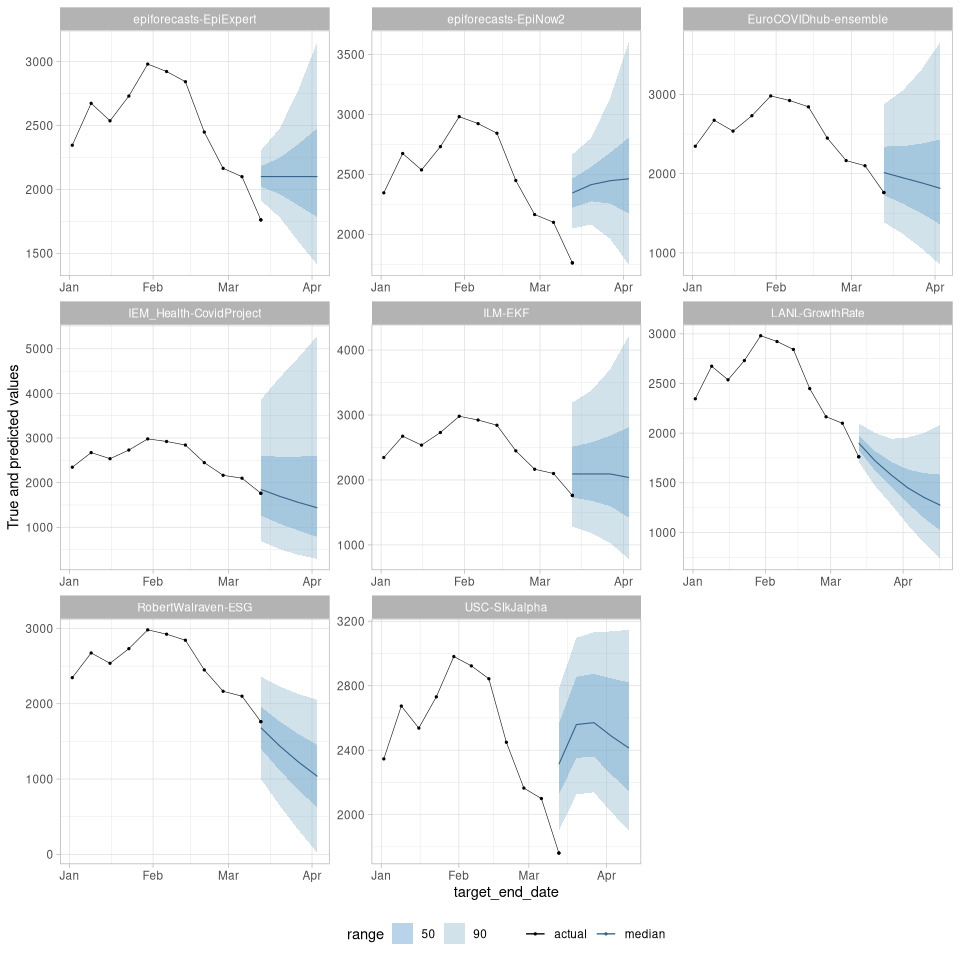 epiforecasts-EpiExpert
epiforecasts-EpiNow2
EuroCOVIDhub-ensemble
3000
2500
2000
1500
Jan Feb Mar Apr
3500
3000
2500
2000
Jan Feb Mar Apr
3000
2000
1000
Jan Feb Mar Apr
IEM_Health-CovidProject
ILM-EKF
LANL-GrowthRate
True and predicted values
5000
4000
3000
2000
1000
Jan Feb Mar Apr
4000
3000
2000
1000
Jan Feb Mar Apr
3000
2500
2000
1500
1000
Jan Feb Mar Apr
RobertWalraven-ESG
USC-SIkJalpha
3000
2000
1000
0
Jan Feb Mar Apr
3200
2800
2400
2000
Jan Feb Mar Apr
target_end_date
range 50 90 actual median